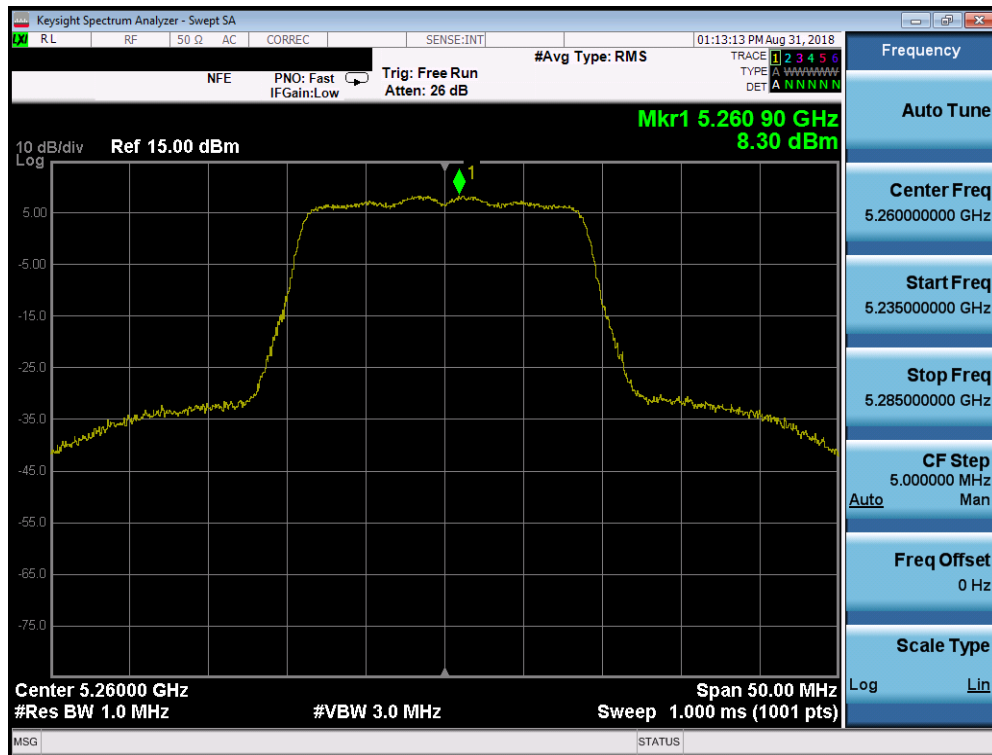 Keysight Spectrum Analyzer - Swept SA
LXI RL RF 50 Ω AC CORREC SENSE:INT 01:13:13 PM Aug 31, 2018
#Avg Type: RMS TRACE 1 2 3 4 5 6
NFE PNO: Fast Trig: Free Run TYPE A WWWWW
IFGain:Low Atten: 26 dB DET A N N N N N
Mkr1 5.260 90 GHz
8.30 dBm
10 dB/div Ref 15.00 dBm
Log
1
5.00
-5.00
-15.0
-25.0
-35.0
-45.0
-55.0
-65.0
-75.0
Center 5.26000 GHz Span 50.00 MHz
#Res BW 1.0 MHz #VBW 3.0 MHz Sweep 1.000 ms (1001 pts)
MSG STATUS
Frequency
Auto Tune
Center Freq
5.260000000 GHz
Start Freq
5.235000000 GHz
Stop Freq
5.285000000 GHz
CF Step
5.000000 MHz
Auto Man
Freq Offset
0 Hz
Scale Type
Log Lin